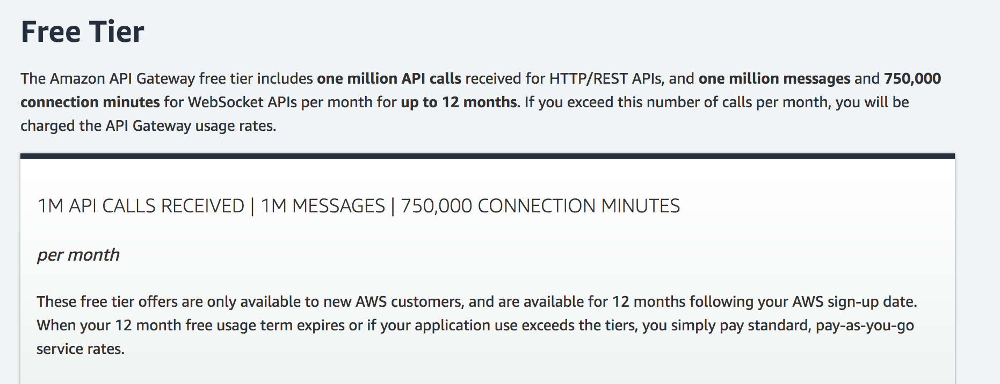 Free Tier
The Amazon API Gateway free tier includes one million API calls received for HTTP/REST APIs, and one million messages and 750,000
connection minutes for WebSocket APIs per month for up to 12 months. If you exceed this number of calls per month, you will be
charged the API Gateway usage rates.
1M API CALLS RECEIVED | 1M MESSAGES | 750,000 CONNECTION MINUTES
per month
These free tier offers are only available to new AWS customers, and are available for 12 months following your AWS sign-up date.
When your 12 month free usage term expires or if your application use exceeds the tiers, you simply pay standard, pay-as-you-go
service rates.